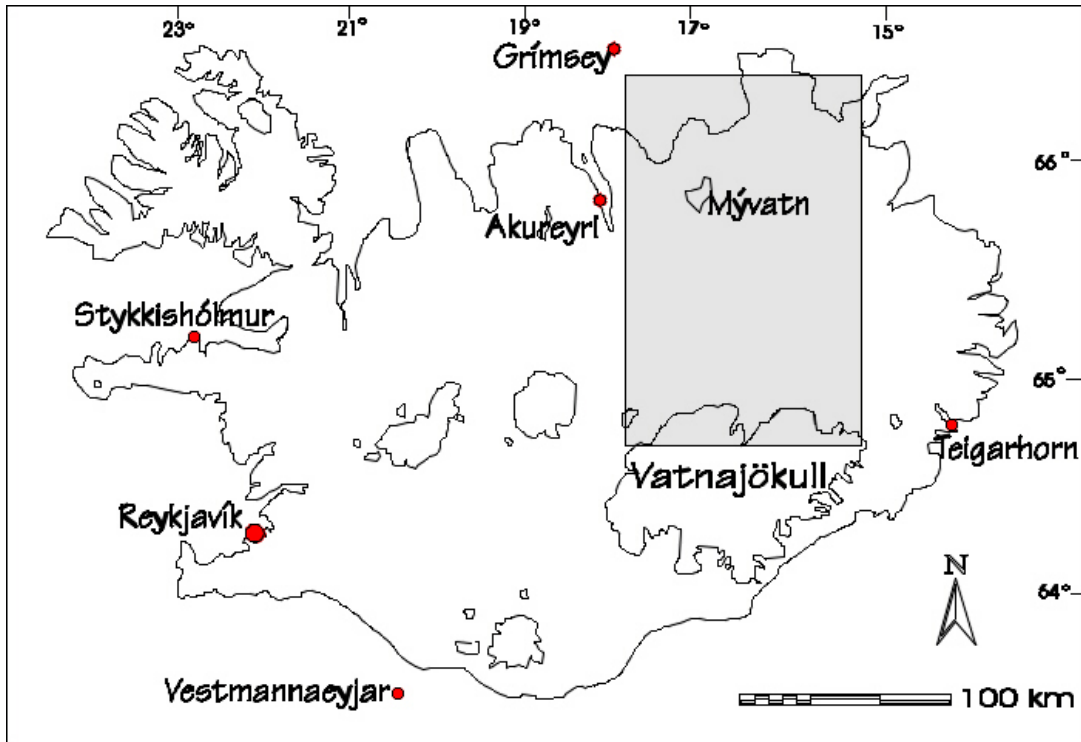 23° 21° 19° 17° 15°
Grímsey
66°
Mývatn
Akureyri
Stykkishólmur
65°
Teigarhorn
Vatnajökull
Reykjavík
N
64°
Vestmannaeyjar
100 km